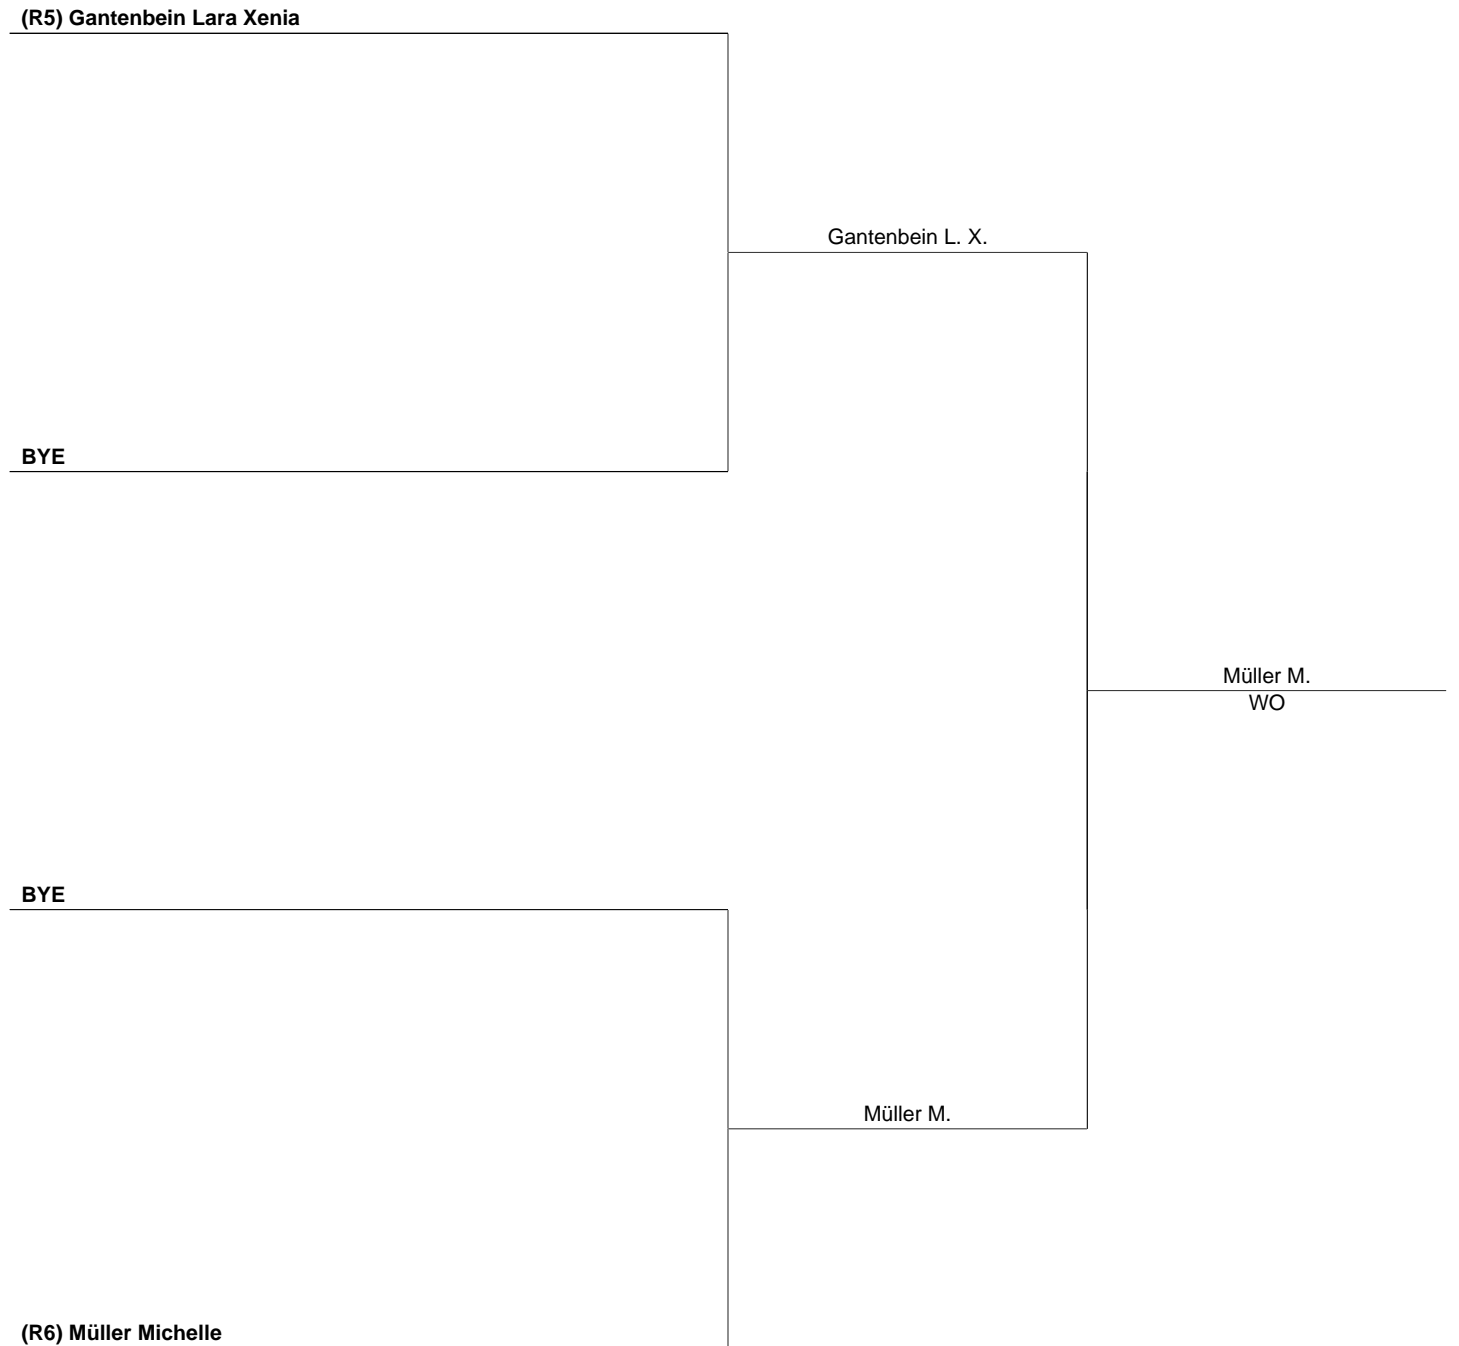 (R5) Gantenbein Lara Xenia
Gantenbein L. X.
BYE
Müller M.
WO
BYE
Müller M.
(R6) Müller Michelle